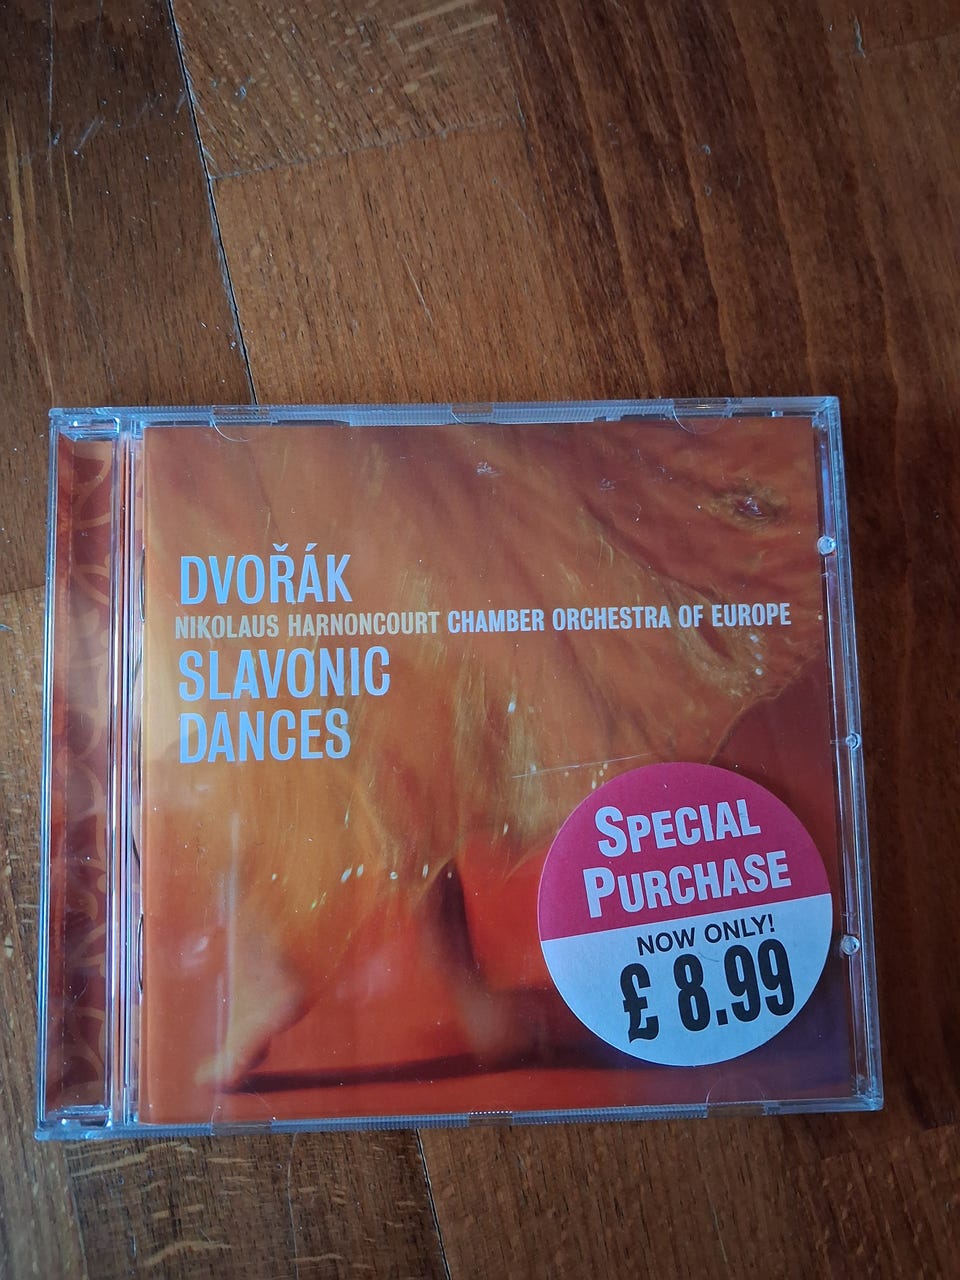 DVOŘÁK
NIKOLAUS HARNONCOURT CHAMBER ORCHESTRA OF EUROPE
SLAVONIC
DANCES
SPECIAL
PURCHASE
NOW ONLY!
£ 8.99